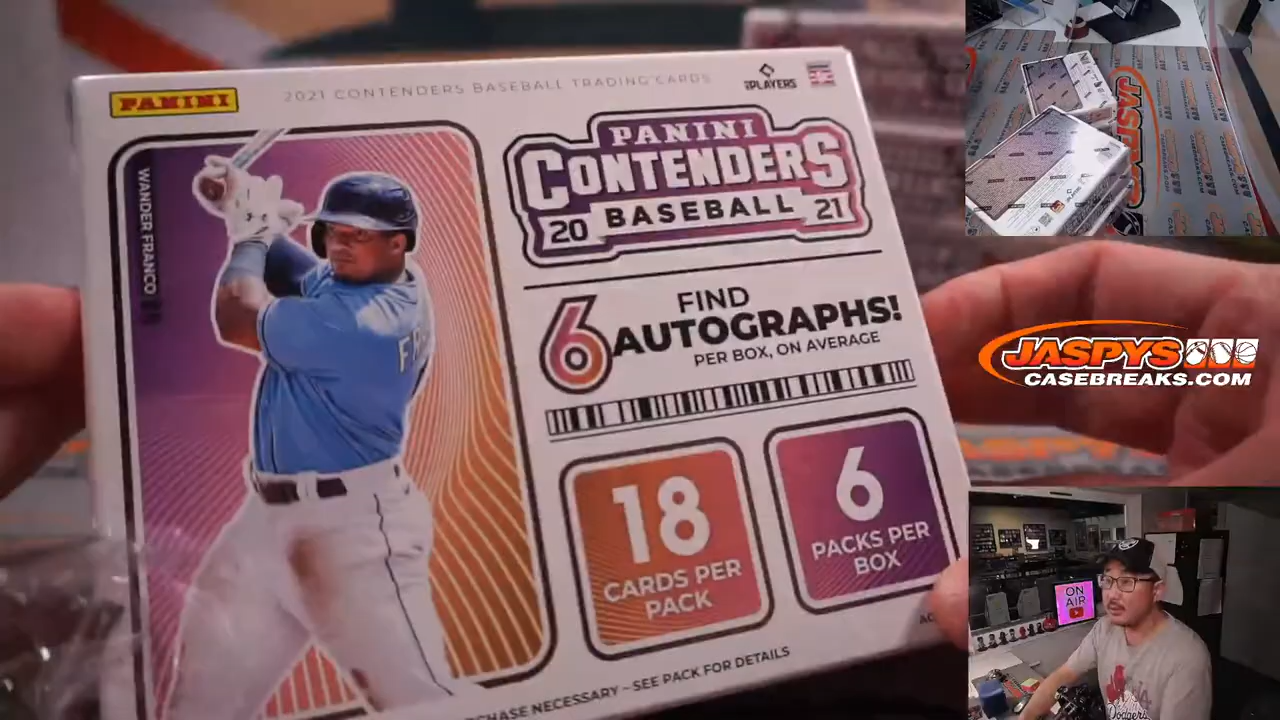 PANINI
2021 CONTENDERS BASEBALL TRADING CARDS
PLAYERS
WANDER FRANCO
PANINI
CONTENDERS
20 BASEBALL 21
FIND
6 AUTOGRAPHS!
PER BOX, ON AVERAGE
18
CARDS PER
PACK
6
PACKS PER
BOX
CHASE NECESSARY – SEE PACK FOR DETAILS
JASPYS
JASPYS
CASEBREAKS.COM
ON
AIR
Dodgers